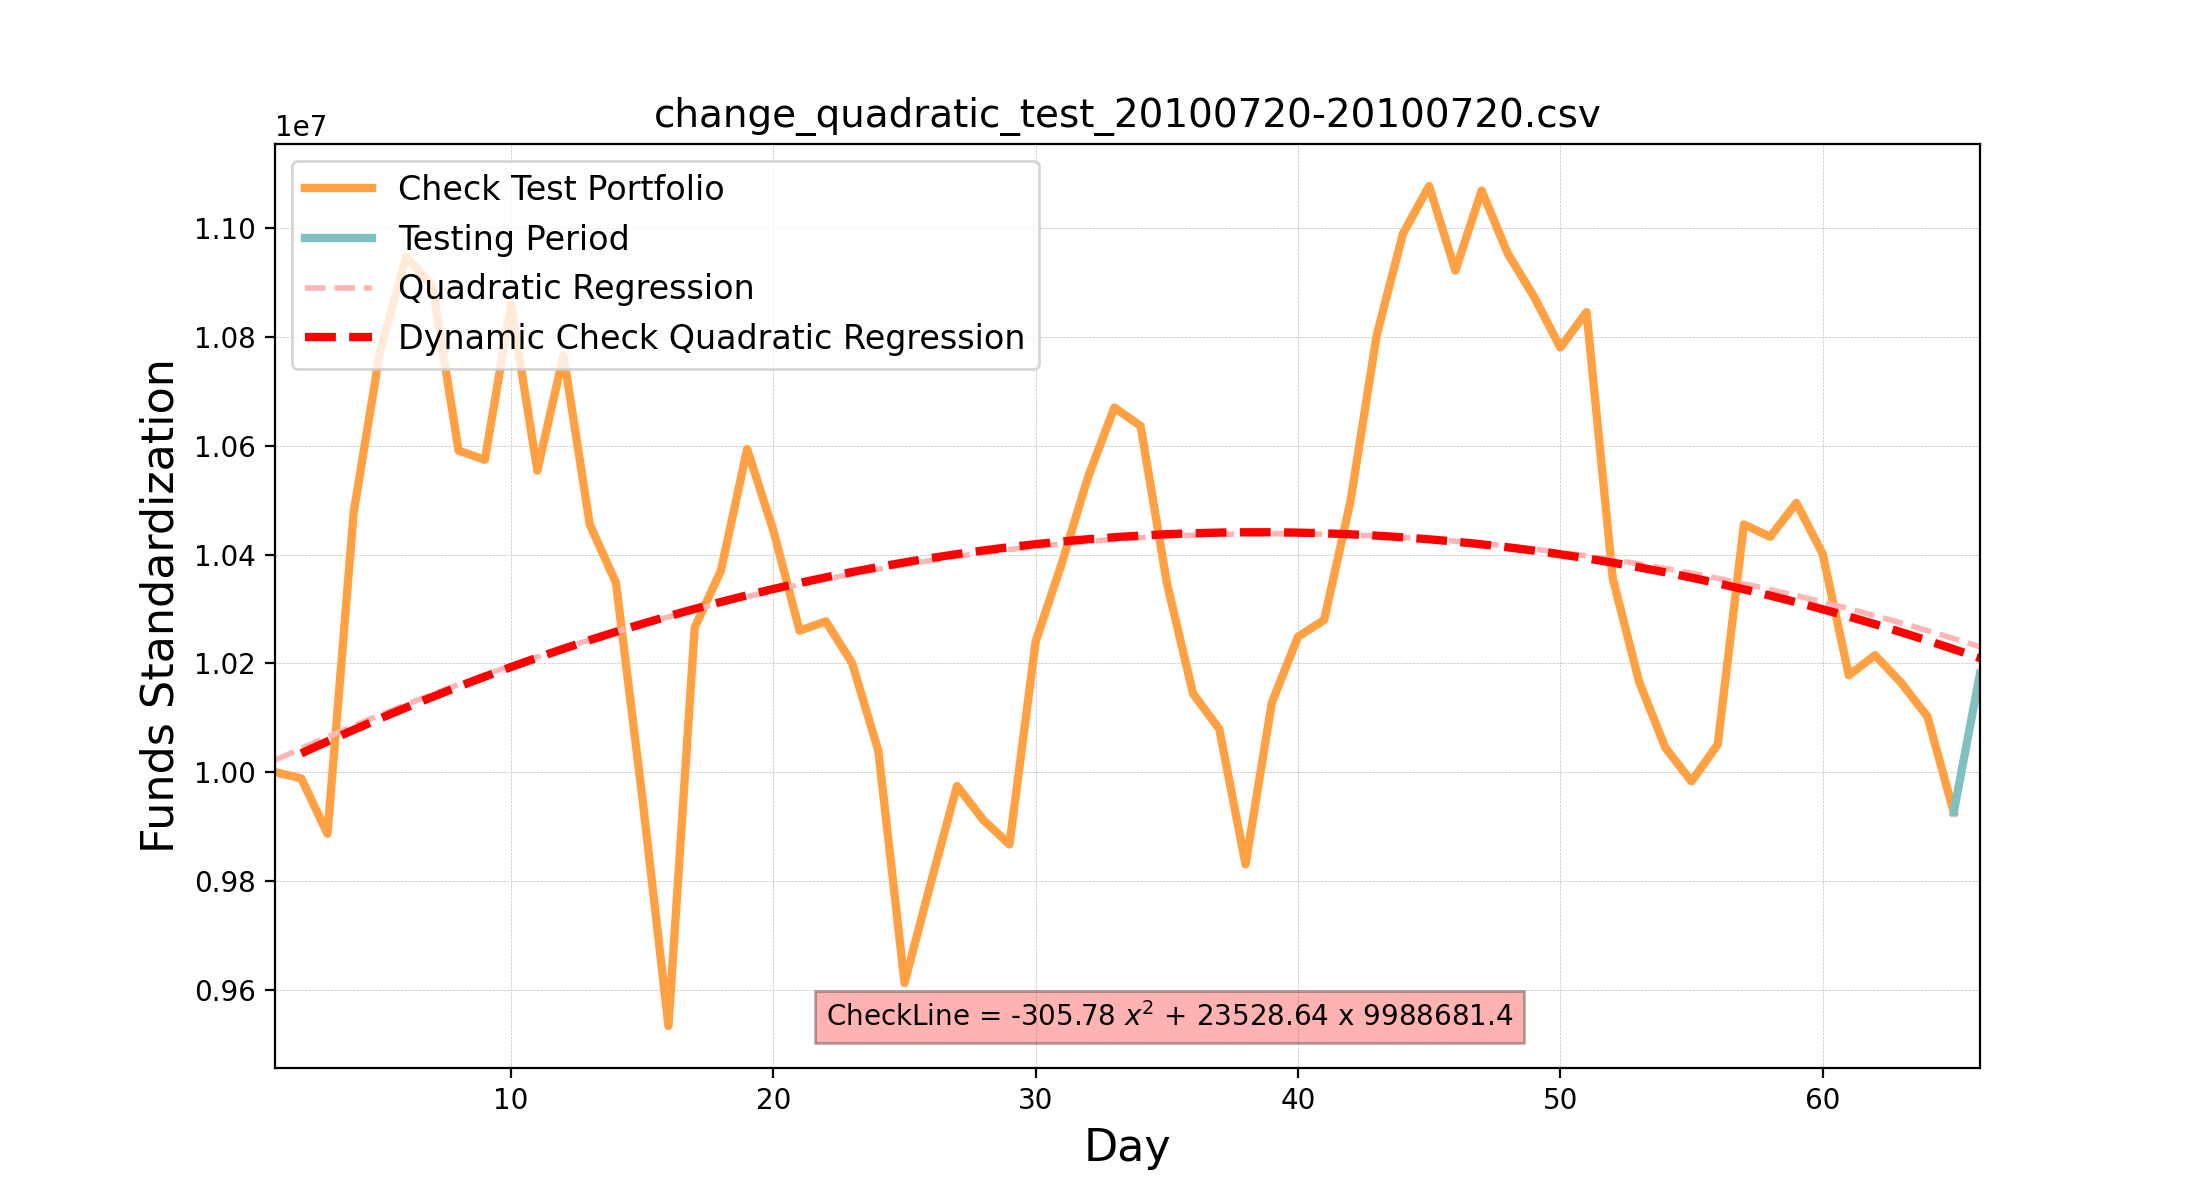 change_quadratic_test_20100720-20100720.csv
1e7
Check Test Portfolio
Testing Period
Quadratic Regression
Dynamic Check Quadratic Regression
1.10
1.08
1.06
1.04
1.02
1.00
0.98
0.96
Funds Standardization
CheckLine = -305.78 x² + 23528.64 x 9988681.4
10 20 30 40 50 60
Day